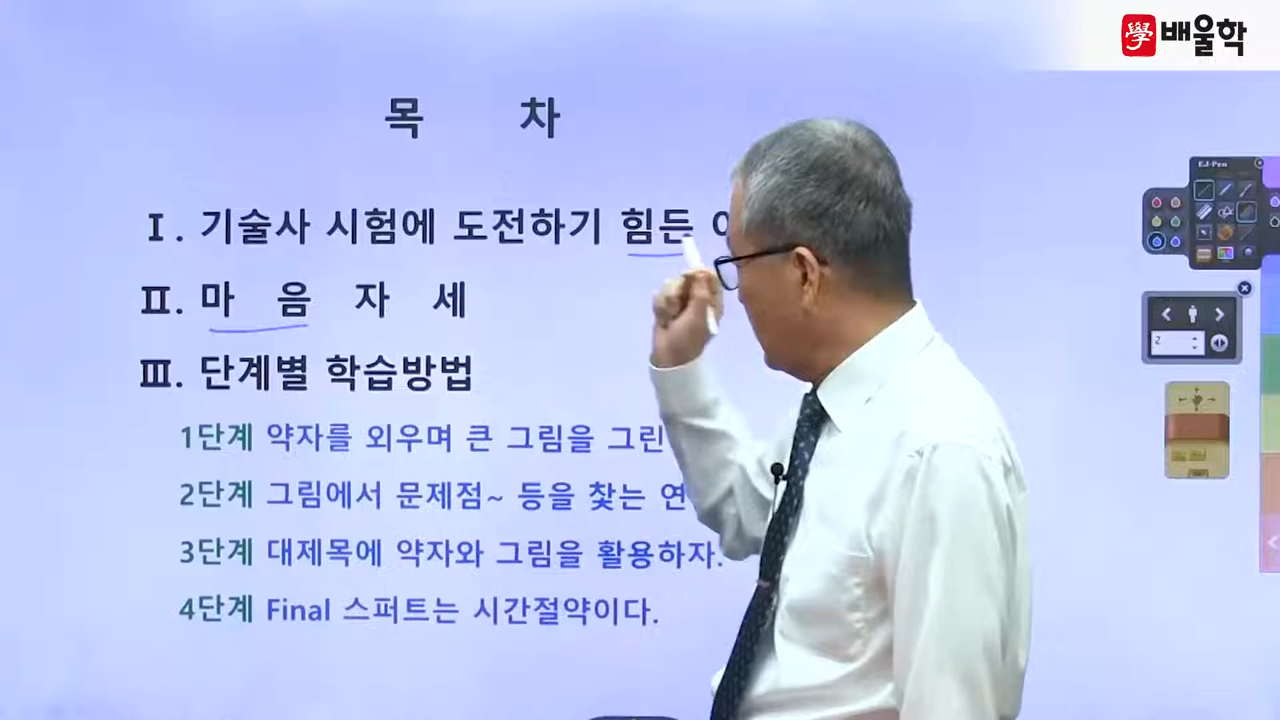 學 배울학
목 차
EJ-Pen
Ⅰ. 기술사 시험에 도전하기 힘든
Ⅱ. 마 음 자 세
2
Ⅲ. 단계별 학습방법
1단계 약자를 외우며 큰 그림을 그린
2단계 그림에서 문제점~ 등을 찾는
3단계 대제목에 약자와 그림을 활용하자.
4단계 Final 스퍼트는 시간절약이다.